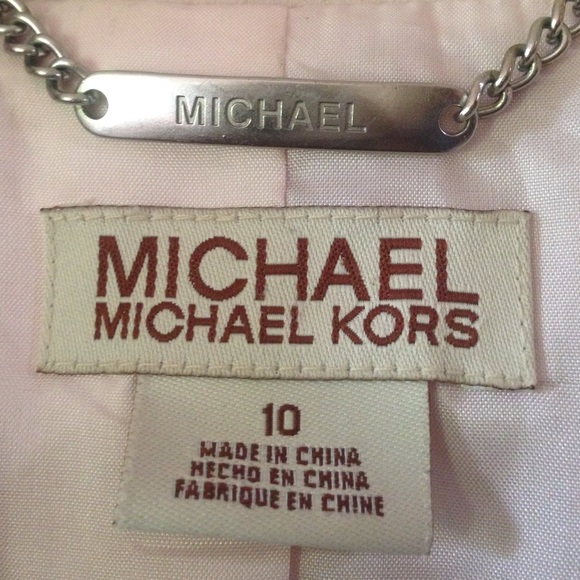 MICHAEL
MICHAEL
MICHAEL KORS
10
MADE IN CHINA
HECHO EN CHINA
FABRIQUE EN CHINE